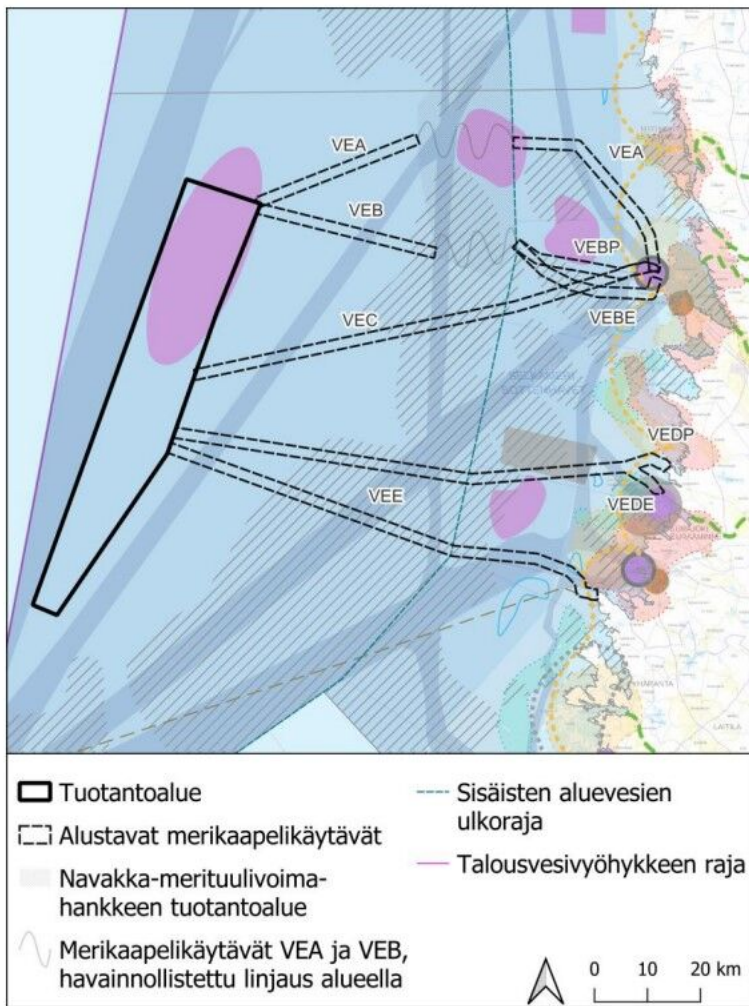 VEA
VEA
VEB
VEBP
VEBE
VEC
VEDP
VEE
VEDE
LAITILA
Tuotantoalue
Alustavat merikaapelikäytävät
Navakka-merituulivoima-
hankkeen tuotantoalue
Merikaapelikäytävät VEA ja VEB,
havainnollistettu linjaus alueella
Sisäisten aluevesien
ulkoraja
Talousvesivyöhykkeen raja
0 10 20 km